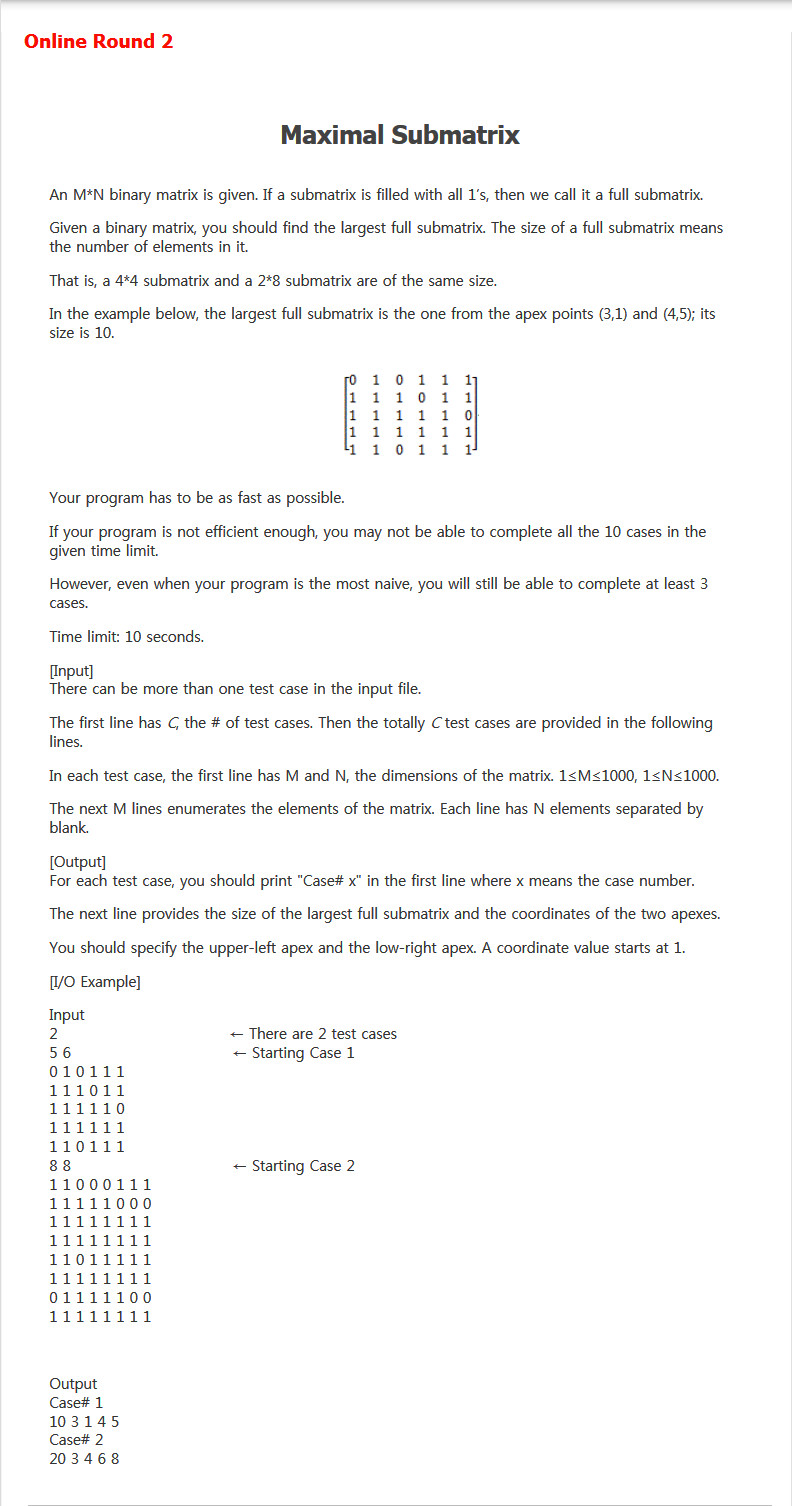 Online Round 2
Maximal Submatrix
An M*N binary matrix is given. If a submatrix is filled with all 1's, then we call it a full submatrix.
Given a binary matrix, you should find the largest full submatrix. The size of a full submatrix means
the number of elements in it.
That is, a 4*4 submatrix and a 2*8 submatrix are of the same size.
In the example below, the largest full submatrix is the one from the apex points (3,1) and (4,5); its
size is 10.
0 1 0 1 1 1
1 1 1 0 1 1
1 1 1 1 1 0
1 1 1 1 1 1
1 1 0 1 1 1
Your program has to be as fast as possible.
If your program is not efficient enough, you may not be able to complete all the 10 cases in the
given time limit.
However, even when your program is the most naive, you will still be able to complete at least 3
cases.
Time limit: 10 seconds.
[Input]
There can be more than one test case in the input file.
The first line has C, the # of test cases. Then the totally C test cases are provided in the following
lines.
In each test case, the first line has M and N, the dimensions of the matrix. 1≤M≤1000, 1≤N≤1000.
The next M lines enumerates the elements of the matrix. Each line has N elements separated by
blank.
[Output]
For each test case, you should print "Case# x" in the first line where x means the case number.
The next line provides the size of the largest full submatrix and the coordinates of the two apexes.
You should specify the upper-left apex and the low-right apex. A coordinate value starts at 1.
[I/O Example]
Input
2 ← There are 2 test cases
5 6 ← Starting Case 1
0 1 0 1 1 1
1 1 1 0 1 1
1 1 1 1 1 0
1 1 1 1 1 1
1 1 0 1 1 1
8 8 ← Starting Case 2
1 1 0 0 0 1 1 1
1 1 1 1 1 0 0 0
1 1 1 1 1 1 1 1
1 1 1 1 1 1 1 1
1 1 0 1 1 1 1 1
1 1 1 1 1 1 1 1
0 1 1 1 1 1 0 0
1 1 1 1 1 1 1 1
Output
Case# 1
10 3 1 4 5
Case# 2
20 3 4 6 8